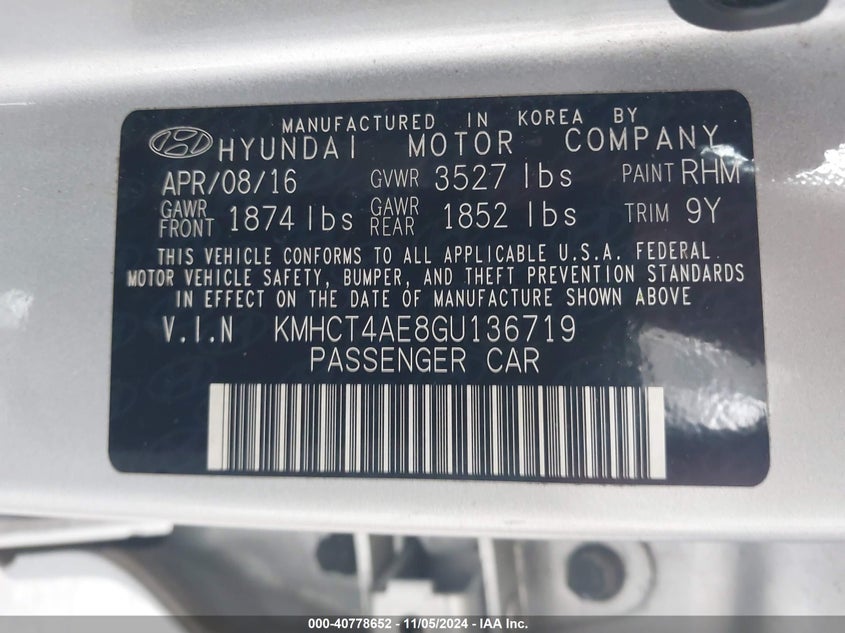 MANUFACTURED IN KOREA BY
HYUNDAI MOTOR COMPANY
APR/08/16 GVWR 3527 lbs PAINT RHM
GAWR FRONT 1874 lbs GAWR REAR 1852 lbs TRIM 9Y
THIS VEHICLE CONFORMS TO ALL APPLICABLE U.S.A. FEDERAL
MOTOR VEHICLE SAFETY, BUMPER, AND THEFT PREVENTION STANDARDS
IN EFFECT ON THE DATE OF MANUFACTURE SHOWN ABOVE
V.I.N KMHCT4AE8GU136719
PASSENGER CAR
000-40778652 - 11/05/2024 - IAA Inc.